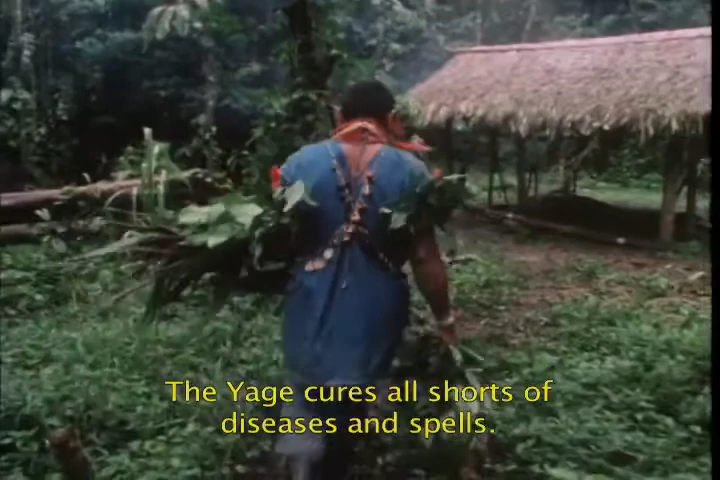 The Yage cures all shorts of
diseases and spells.